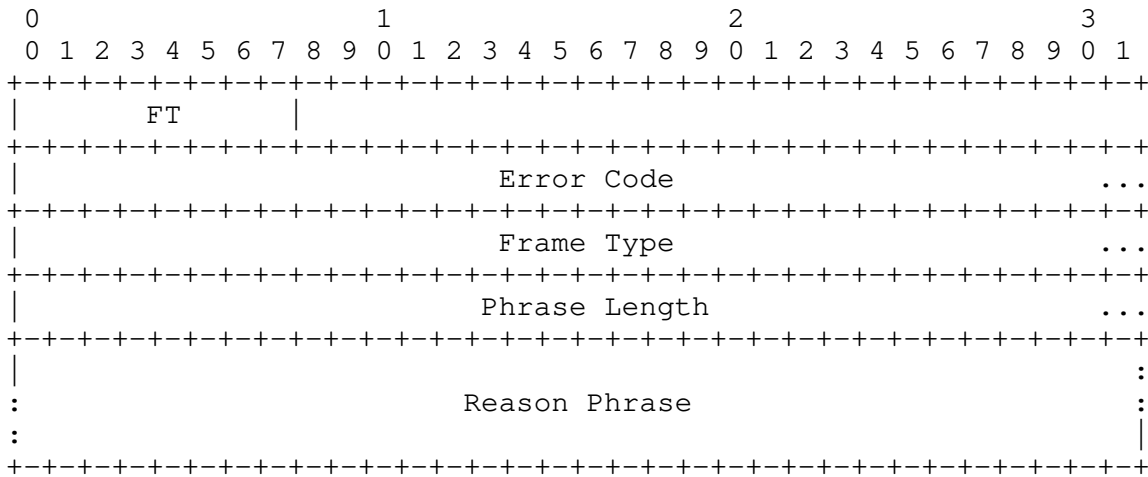 0                   1                   2                   3
 0 1 2 3 4 5 6 7 8 9 0 1 2 3 4 5 6 7 8 9 0 1 2 3 4 5 6 7 8 9 0 1
+-+-+-+-+-+-+-+-+-+-+-+-+-+-+-+-+-+-+-+-+-+-+-+-+-+-+-+-+-+-+-+-+
|       FT      |
+-+-+-+-+-+-+-+-+-+-+-+-+-+-+-+-+-+-+-+-+-+-+-+-+-+-+-+-+-+-+-+-+
|                           Error Code                        ...
+-+-+-+-+-+-+-+-+-+-+-+-+-+-+-+-+-+-+-+-+-+-+-+-+-+-+-+-+-+-+-+-+
|                           Frame Type                        ...
+-+-+-+-+-+-+-+-+-+-+-+-+-+-+-+-+-+-+-+-+-+-+-+-+-+-+-+-+-+-+-+-+
|                          Phrase Length                      ...
+-+-+-+-+-+-+-+-+-+-+-+-+-+-+-+-+-+-+-+-+-+-+-+-+-+-+-+-+-+-+-+-+
|                                                               :
:                         Reason Phrase                         :
:                                                               |
+-+-+-+-+-+-+-+-+-+-+-+-+-+-+-+-+-+-+-+-+-+-+-+-+-+-+-+-+-+-+-+-+